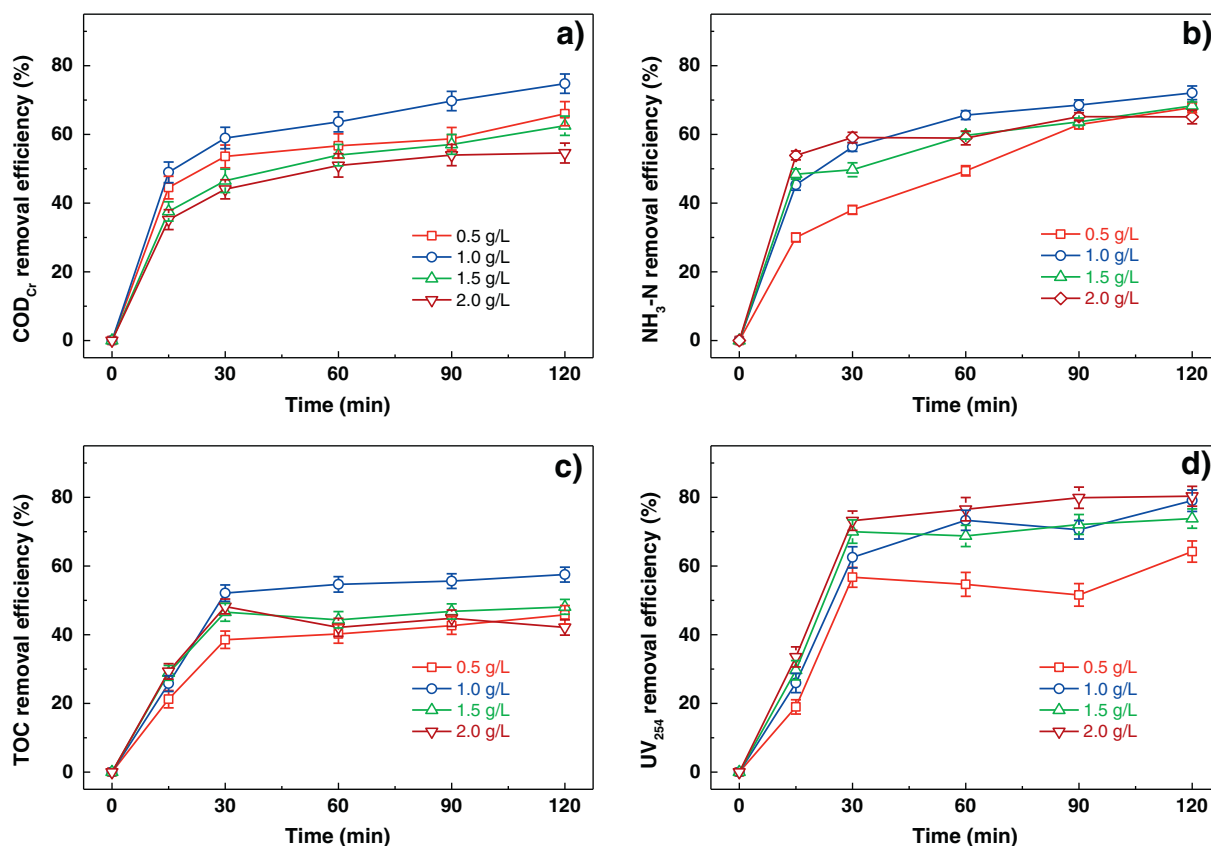 a)
COD_Cr removal efficiency (%)
80
60
40
20
0
0.5 g/L
1.0 g/L
1.5 g/L
2.0 g/L
0 30 60 90 120
Time (min)
b)
NH3-N removal efficiency (%)
80
60
40
20
0
0.5 g/L
1.0 g/L
1.5 g/L
2.0 g/L
0 30 60 90 120
Time (min)
c)
TOC removal efficiency (%)
80
60
40
20
0
0.5 g/L
1.0 g/L
1.5 g/L
2.0 g/L
0 30 60 90 120
Time (min)
d)
UV254 removal efficiency (%)
80
60
40
20
0
0.5 g/L
1.0 g/L
1.5 g/L
2.0 g/L
0 30 60 90 120
Time (min)